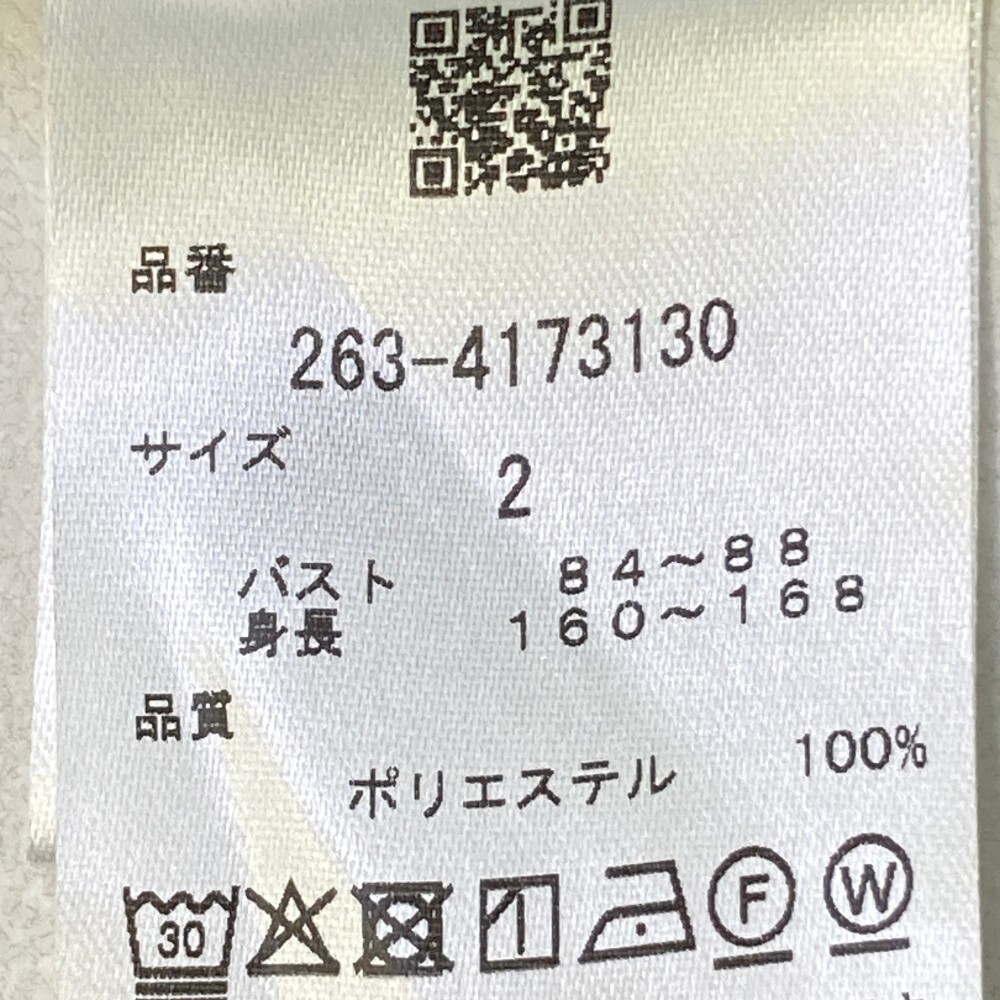 品番
263-4173130
サイズ
2
バスト 84～88
身長 160～168
品質
ポリエステル 100%
30 F W